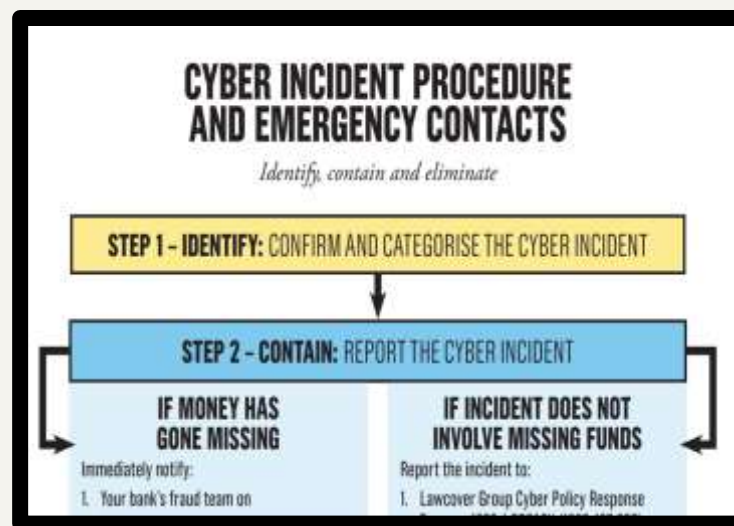 CYBER INCIDENT PROCEDURE
AND EMERGENCY CONTACTS
Identify, contain and eliminate
STEP 1 – IDENTIFY: CONFIRM AND CATEGORISE THE CYBER INCIDENT
STEP 2 – CONTAIN: REPORT THE CYBER INCIDENT
IF MONEY HAS
GONE MISSING
Immediately notify:
1. Your bank's fraud team on
IF INCIDENT DOES NOT
INVOLVE MISSING FUNDS
Report the incident to:
1. Lawcover Group Cyber Policy Response